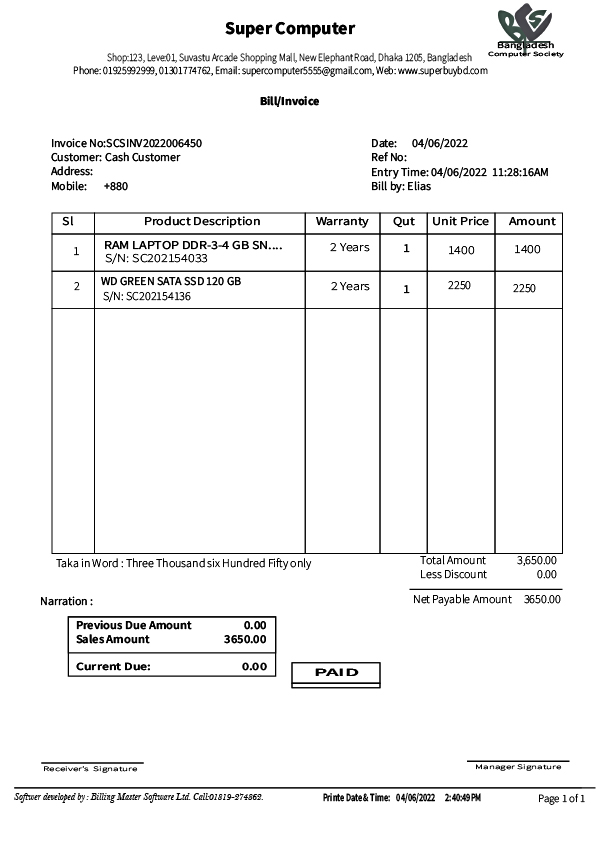 Super Computer
BCS
Bangladesh
Computer Society
Shop:123, Leve:01, Suvastu Arcade Shopping Mall, New Elephant Road, Dhaka 1205, Bangladesh
Phone: 01925992999, 01301774762, Email: supercomputer5555@gmail.com, Web: www.superbuybd.com
Bill/Invoice
Invoice No:SCSINV2022006450 Date: 04/06/2022
Customer: Cash Customer Ref No:
Address: Entry Time: 04/06/2022 11:28:16AM
Mobile: +880 Bill by: Elias
Sl Product Description Warranty Qut Unit Price Amount
1 RAM LAPTOP DDR-3-4 GB SN.... 2 Years 1 1400 1400
S/N: SC202154033
2 WD GREEN SATA SSD 120 GB 2 Years 1 2250 2250
S/N: SC202154136
Taka in Word : Three Thousand six Hundred Fifty only Total Amount 3,650.00
Less Discount 0.00
Narration : Net Payable Amount 3650.00
Previous Due Amount 0.00
Sales Amount 3650.00
Current Due: 0.00
PAID
Receiver's Signature Manager Signature
Softwer developed by : Billing Master Software Ltd. Call:01819-274862. Printe Date & Time: 04/06/2022 2:40:49PM Page 1 of 1